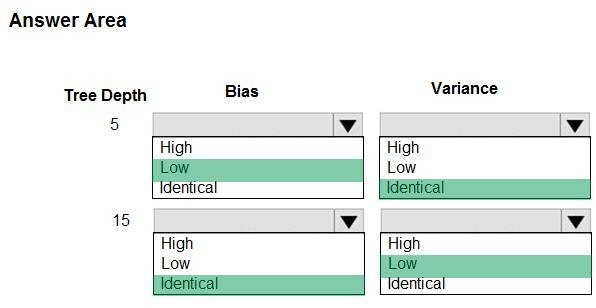 Answer Area
Tree Depth Bias Variance
5
High High
Low Low
Identical Identical
15
High High
Low Low
Identical Identical